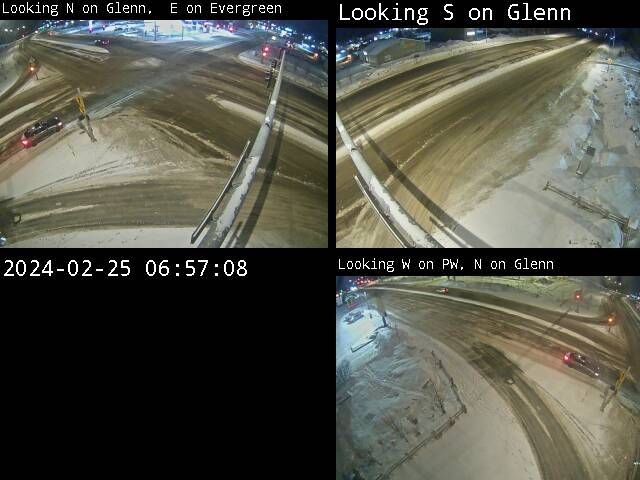 Looking N on Glenn,  E on Evergreen
Looking S on Glenn
2024-02-25 06:57:08
Looking W on PW, N on Glenn